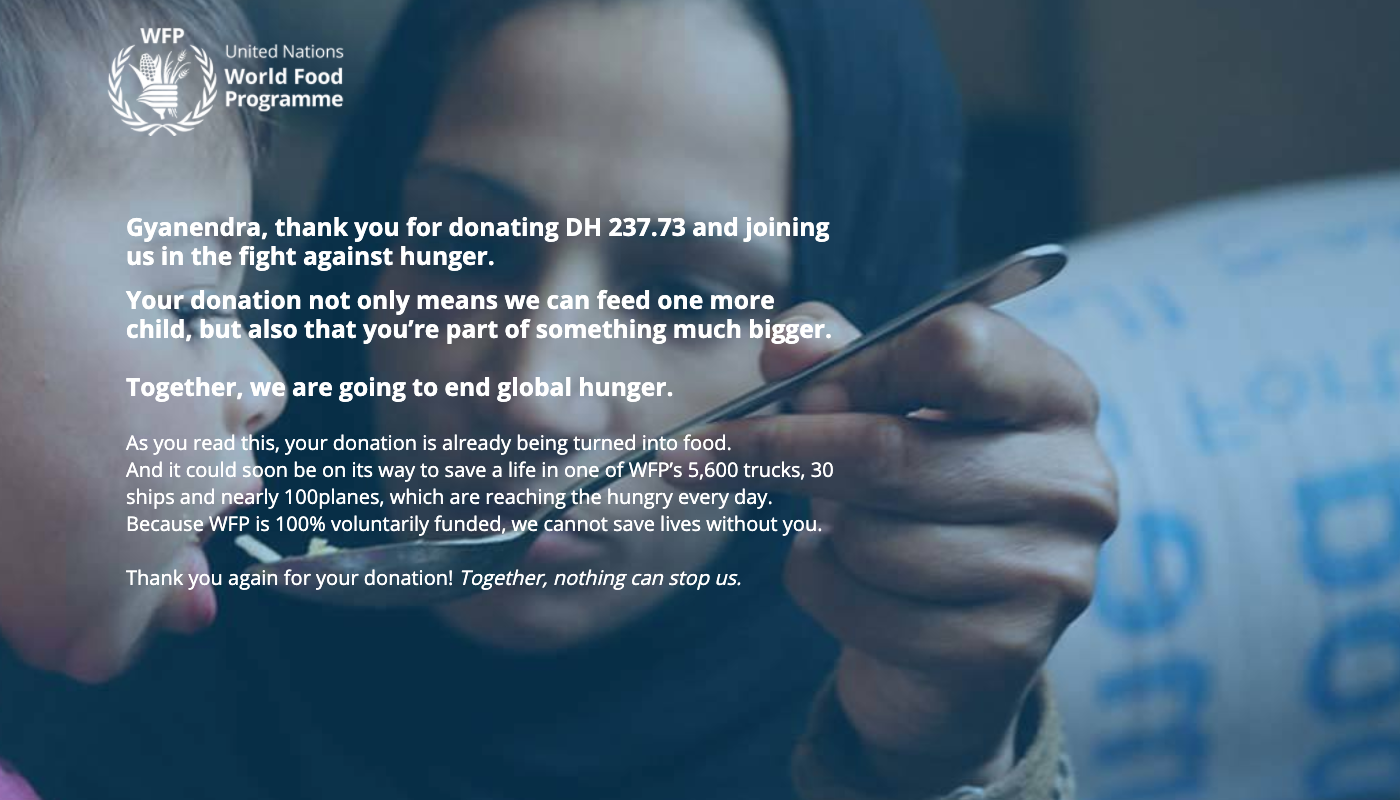 WFP
United Nations
World Food
Programme
Gyanendra, thank you for donating DH 237.73 and joining
us in the fight against hunger.
Your donation not only means we can feed one more
child, but also that you’re part of something much bigger.
Together, we are going to end global hunger.
As you read this, your donation is already being turned into food.
And it could soon be on its way to save a life in one of WFP’s 5,600 trucks, 30
ships and nearly 100planes, which are reaching the hungry every day.
Because WFP is 100% voluntarily funded, we cannot save lives without you.
Thank you again for your donation! Together, nothing can stop us.